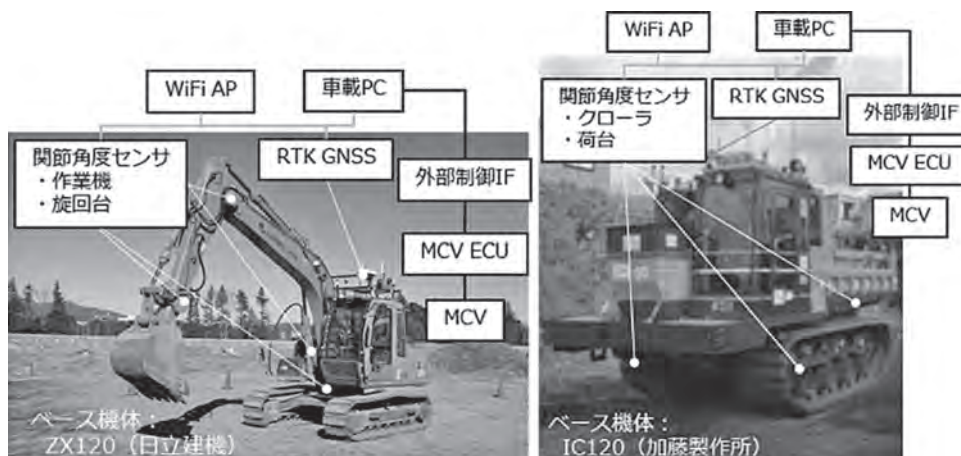 WiFi AP
車載PC
関節角度センサ
・作業機
・旋回台
RTK GNSS
外部制御IF
MCV ECU
MCV
ベース機体：
ZX120（日立建機）
WiFi AP
車載PC
関節角度センサ
・クローラ
・荷台
RTK GNSS
外部制御IF
MCV ECU
MCV
ベース機体：
IC120（加藤製作所）